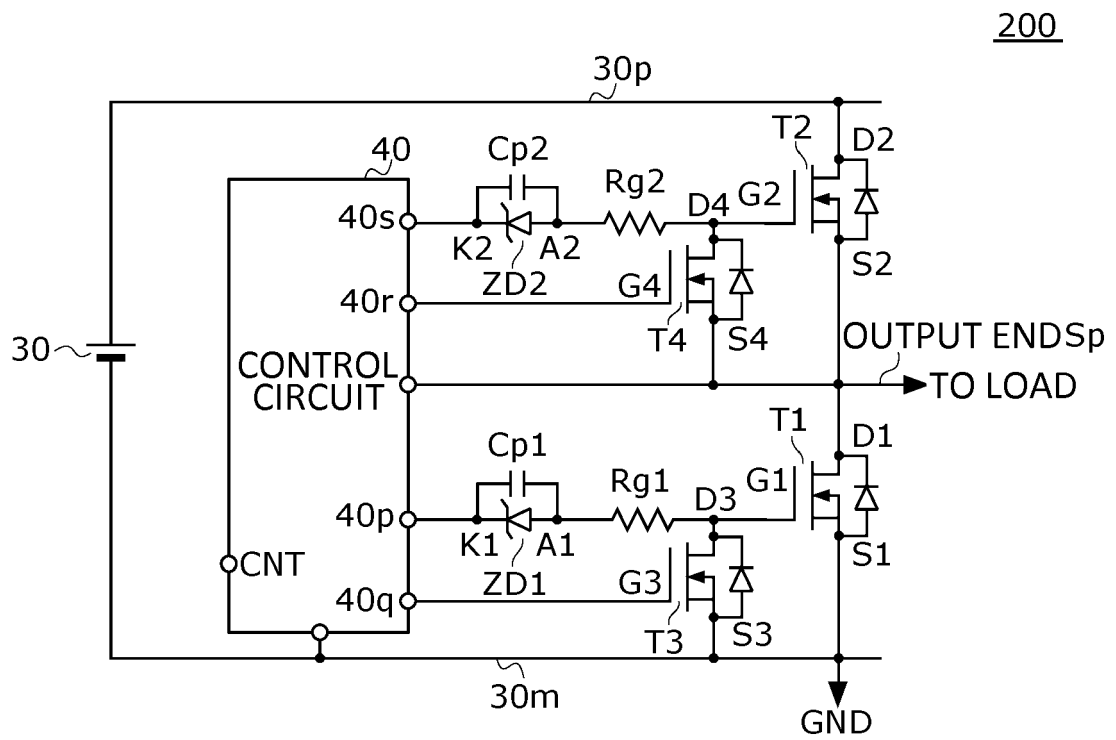 200
30p
T2
D2
40
Cp2
Rg2
D4
G2
40s
K2
A2
ZD2
S2
G4
40r
T4
S4
OUTPUT ENDSp
30
CONTROL
CIRCUIT
TO LOAD
T1
D1
Cp1
Rg1
D3
G1
40p
K1
A1
S1
CNT
ZD1
G3
40q
T3
S3
30m
GND